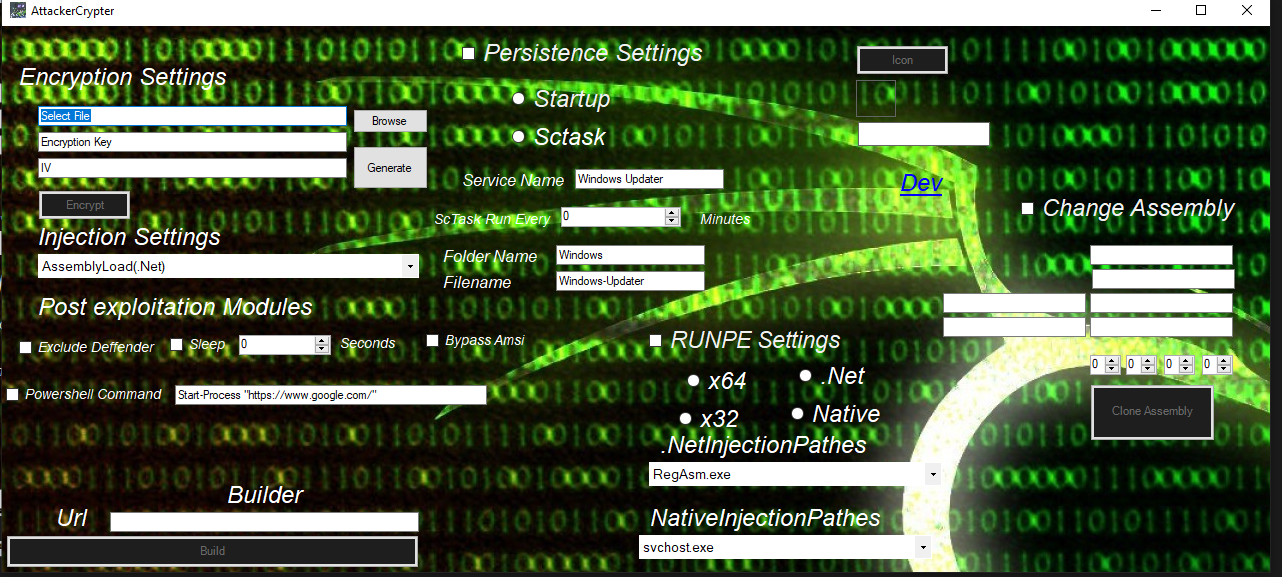 AttackerCrypter
Encryption Settings
Select File
Browse
Encryption Key
IV
Generate
Encrypt
Injection Settings
AssemblyLoad(.Net)
Post exploitation Modules
Exclude Deffender
Sleep
0
Seconds
Bypass Amsi
Powershell Command
Start-Process "https://www.google.com/"
Builder
Url
Build
Persistence Settings
Startup
Sctask
Service Name
Windows Updater
ScTask Run Every
0
Minutes
Folder Name
Windows
Filename
Windows-Updater
RUNPE Settings
x64
.Net
x32
Native
.NetInjectionPathes
RegAsm.exe
NativeInjectionPathes
svchost.exe
Icon
Dev
Change Assembly
0 0 0 0
Clone Assembly